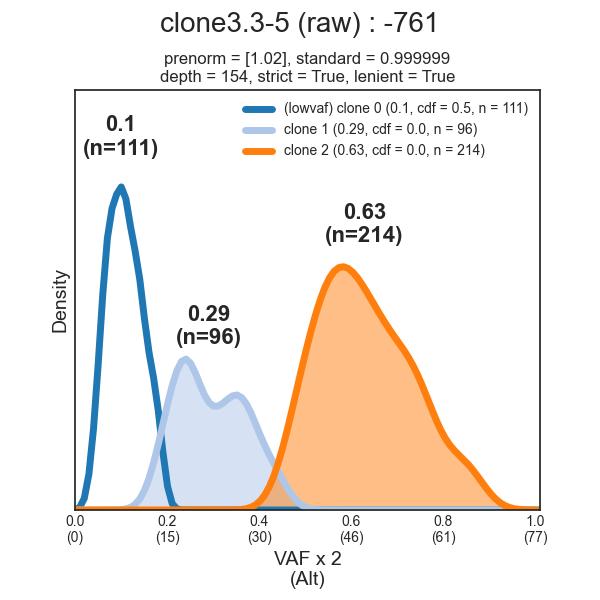 clone3.3-5 (raw) : -761
prenorm = [1.02], standard = 0.999999
depth = 154, strict = True, lenient = True
(lowvaf) clone 0 (0.1, cdf = 0.5, n = 111)
clone 1 (0.29, cdf = 0.0, n = 96)
clone 2 (0.63, cdf = 0.0, n = 214)
0.1
(n=111)
0.63
(n=214)
0.29
(n=96)
Density
0.0 0.2 0.4 0.6 0.8 1.0
(0) (15) (30) (46) (61) (77)
VAF x 2
(Alt)